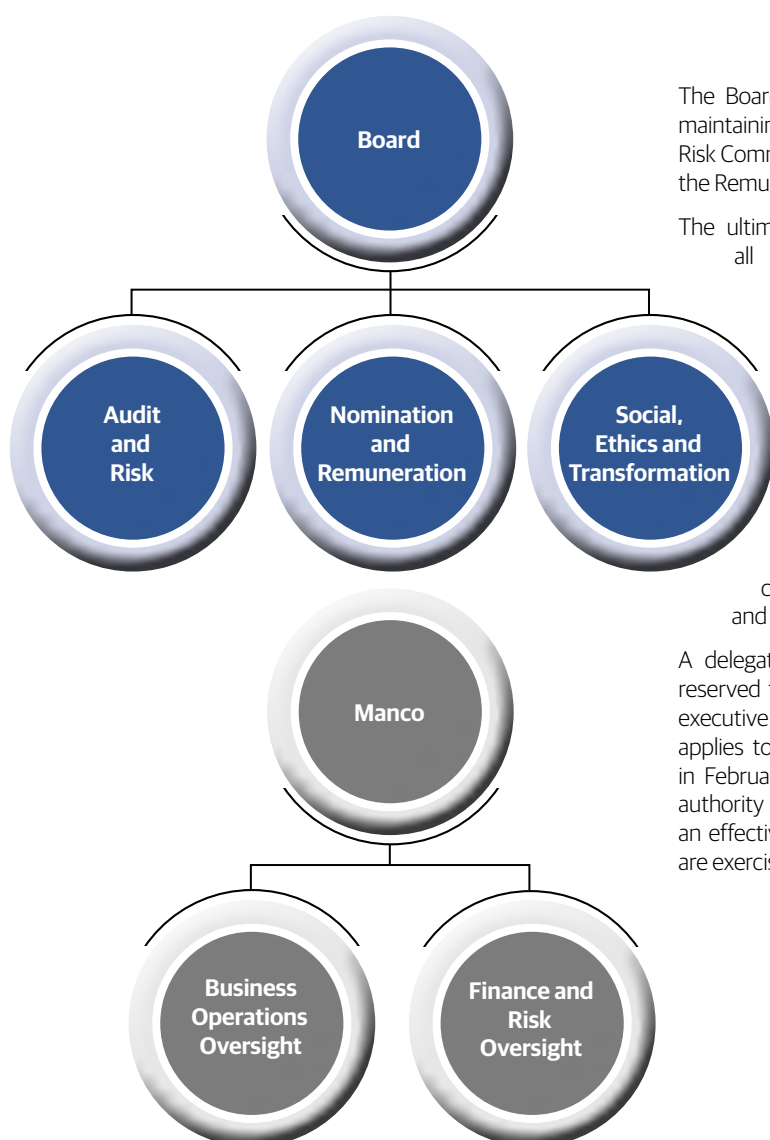 Board
Audit
and
Risk
Nomination
and
Remuneration
Social,
Ethics and
Transformation
Manco
Business
Operations
Oversight
Finance and
Risk
Oversight
The Boar
maintaining
Risk Comm
the Remu
The ultim
all
and
A delegat
reserved
executive
applies to
in Februa
authority
an effectiv
are exercis